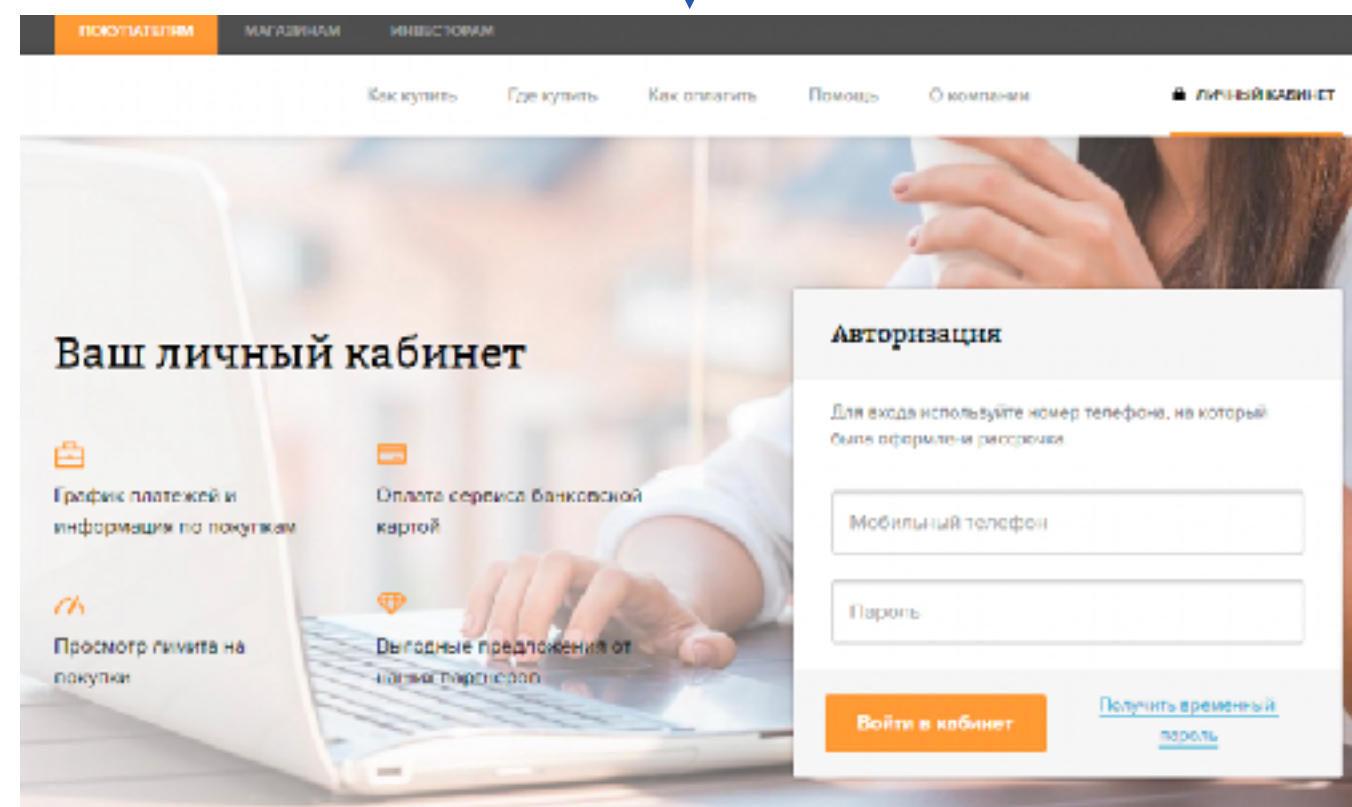 ПОКУПАТЕЛЯМ МАГАЗИНАМ ИНВЕСТОРАМ
Как купить Где купить Как оплатить Помощь О компании ЛИЧНЫЙ КАБИНЕТ
Ваш личный кабинет
График платежей и
информация по покупкам
Оплата сервиса банковской
картой
Просмотр лимита на
покупки
Выгодные предложения от
наших партнеров
Авторизация
Для входа используйте номер телефона, на который
была оформлена рассрочка
Мобильный телефон
Пароль
Войти в кабинет
Получить временный
пароль